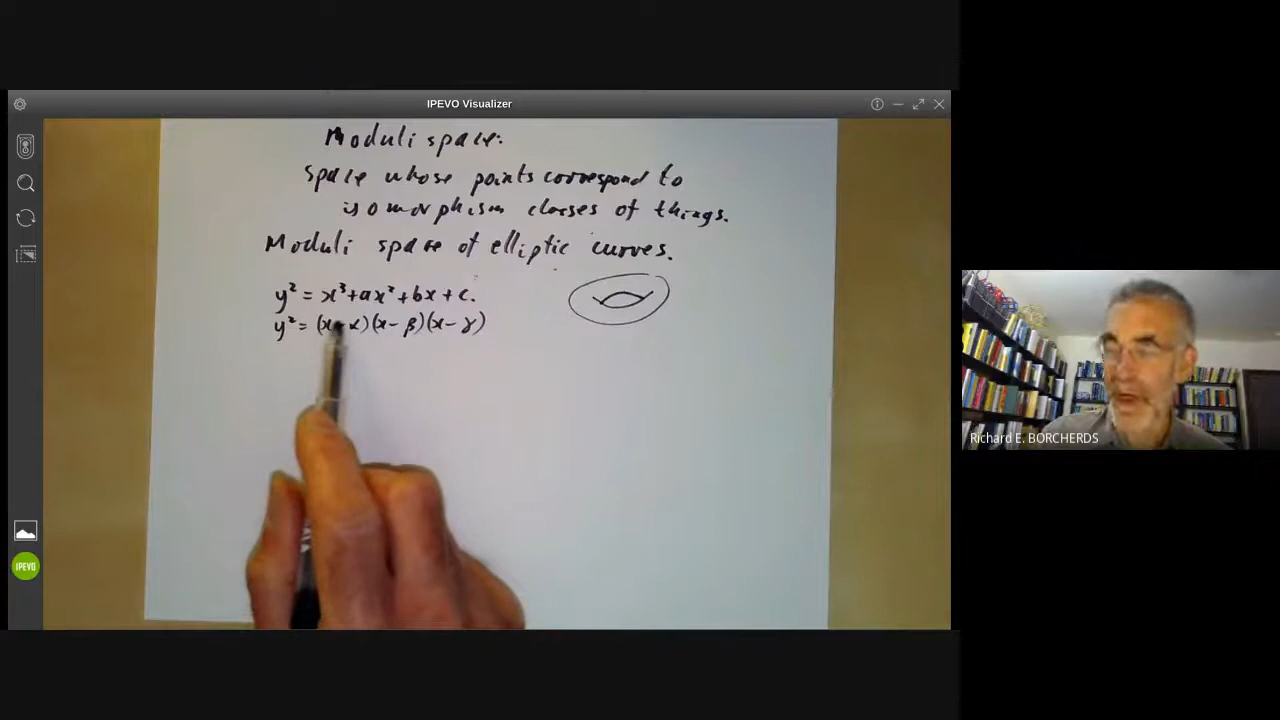 IPEVO Visualizer
Moduli space:
Space whose points correspond to
isomorphism classes of things.
Moduli space of elliptic curves.
y² = x³+ax²+bx+c.
y² = (x-α)(x-β)(x-γ)
Richard E. BORCHERDS
IPEVO